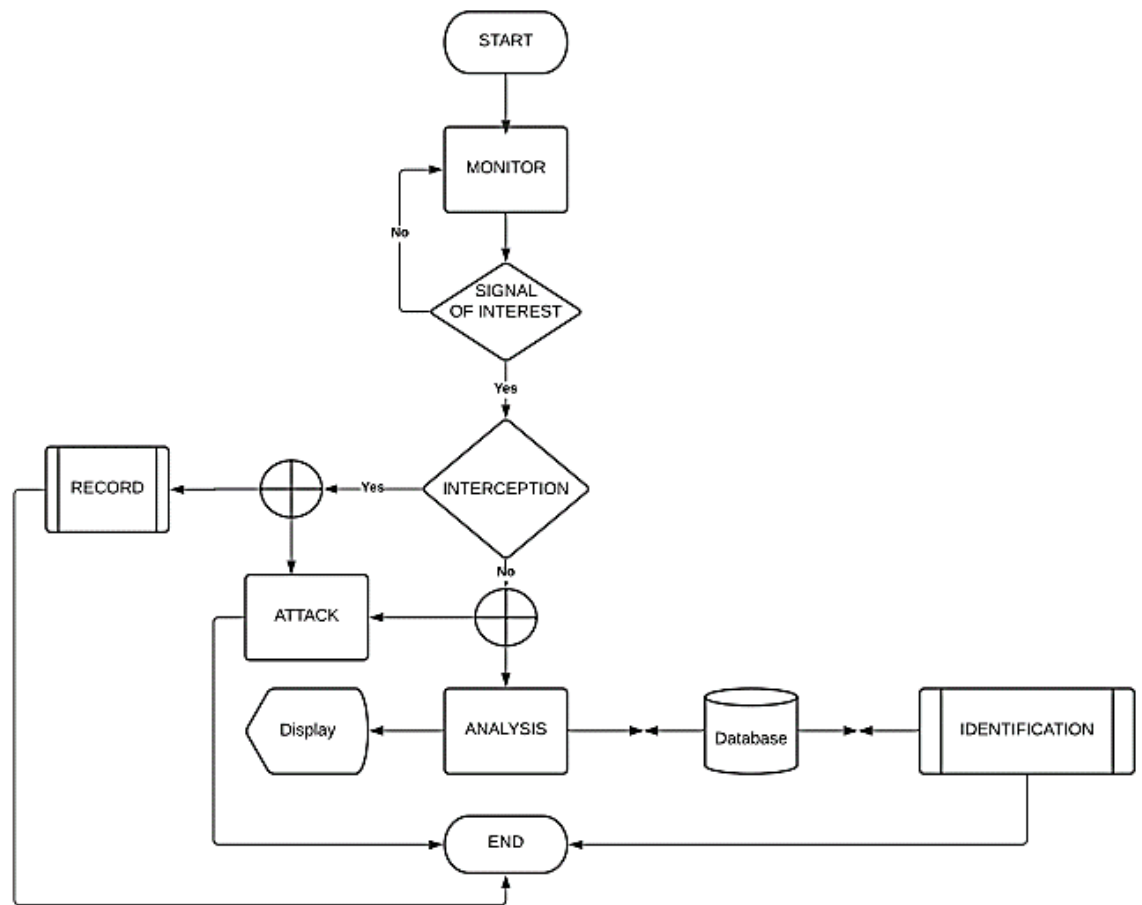 START
MONITOR
No
SIGNAL
OF INTEREST
Yes
INTERCEPTION
Yes
RECORD
No
ATTACK
Display
ANALYSIS
Database
IDENTIFICATION
END